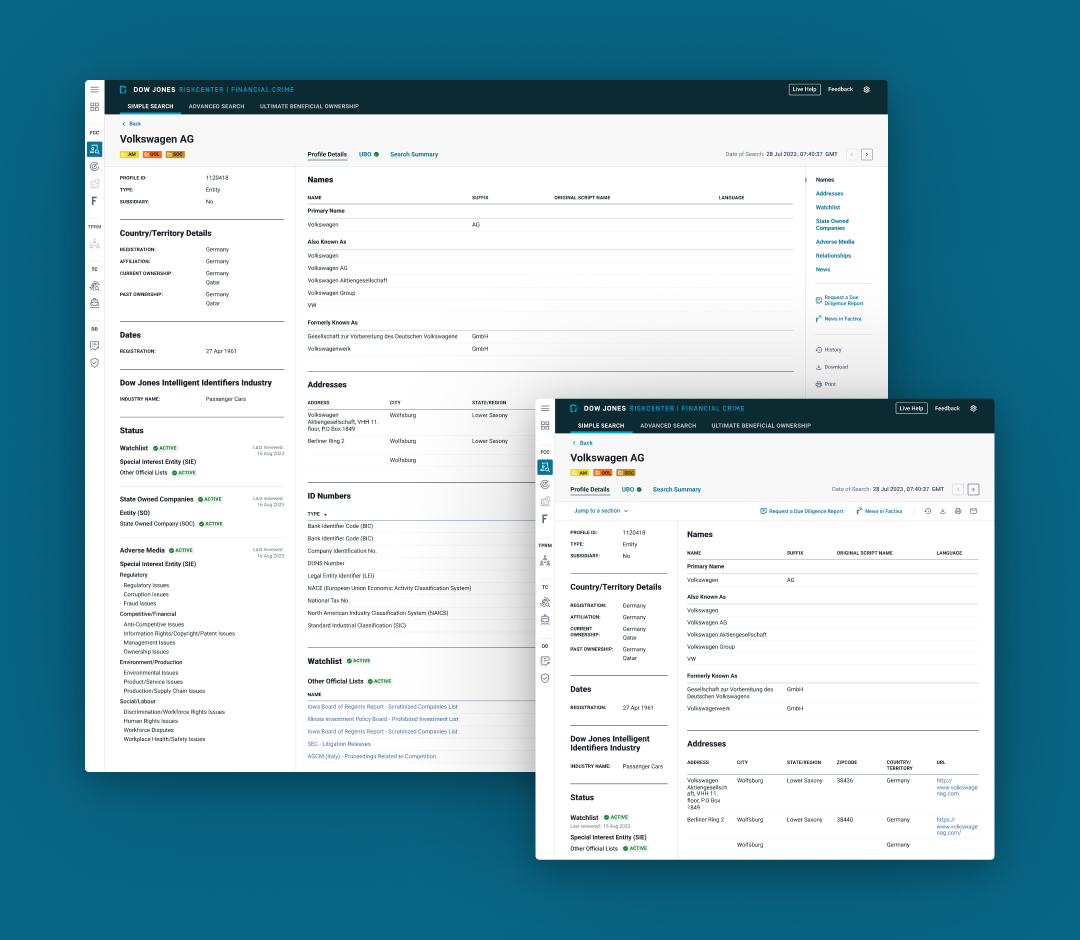 DOW JONES RISKCENTER | FINANCIAL CRIME
Live Help
Feedback
SIMPLE SEARCH
ADVANCED SEARCH
ULTIMATE BENEFICIAL OWNERSHIP
FCC
F
TPRM
TC
DD
Back
Volkswagen AG
AM
OOL
SOC
Profile Details
UBO
Search Summary
Date of Search: 28 Jul 2023, 07:40:37 GMT
PROFILE ID: 1120418
TYPE: Entity
SUBSIDIARY: No
Country/Territory Details
REGISTRATION: Germany
AFFILIATION: Germany
CURRENT OWNERSHIP: Germany
Qatar
PAST OWNERSHIP: Germany
Qatar
Dates
REGISTRATION: 27 Apr 1961
Dow Jones Intelligent Identifiers Industry
INDUSTRY NAME: Passenger Cars
Status
Watchlist ACTIVE
Last reviewed:
16 Aug 2023
Special Interest Entity (SIE)
Other Official Lists ACTIVE
State Owned Companies ACTIVE
Last reviewed:
16 Aug 2023
Entity (SO)
State Owned Company (SOC) ACTIVE
Adverse Media ACTIVE
Last reviewed:
16 Aug 2023
Special Interest Entity (SIE)
Regulatory
Regulatory Issues
Corruption Issues
Fraud Issues
Competitive/Financial
Anti-Competitive Issues
Information Rights/Copyright/Patent Issues
Management Issues
Ownership Issues
Environment/Production
Environmental Issues
Product/Service Issues
Production/Supply Chain Issues
Social/Labour
Discrimination/Workforce Rights Issues
Human Rights Issues
Workforce Disputes
Workplace Health/Safety Issues
Names
NAME SUFFIX ORIGINAL SCRIPT NAME LANGUAGE
Primary Name
Volkswagen AG
Also Known As
Volkswagen
Volkswagen AG
Volkswagen Aktiengesellschaft
Volkswagen Group
VW
Formerly Known As
Gesellschaft zur Vorbereitung des Deutschen Volkswagens GmbH
Volkswagenwerk GmbH
Addresses
ADDRESS CITY STATE/REGION
Volkswagen Wolfsburg Lower Saxony
Aktiengesellschaft, VHH 11.
floor, P.O Box 1849
Berliner Ring 2 Wolfsburg Lower Saxony
Wolfsburg
ID Numbers
TYPE
Bank Identifier Code (BIC)
Bank Identifier Code (BIC)
Company Identification No.
DUNS Number
Legal Entity Identifier (LEI)
NACE (European Union Economic Activity Classification System)
National Tax No.
North American Industry Classification System (NAICS)
Standard Industrial Classification (SIC)
Watchlist ACTIVE
Other Official Lists ACTIVE
NAME
Iowa Board of Regents Report - Scrutinized Companies List
Illinois Investment Policy Board - Prohibited Investment List
Iowa Board of Regents Report - Scrutinized Companies List
SEC - Litigation Releases
AGCM (Italy) - Proceedings Related to Competition
Names
Addresses
Watchlist
State Owned
Companies
Adverse Media
Relationships
News
Request a Due
Diligence Report
News in Factiva
History
Download
Print
DOW JONES RISKCENTER | FINANCIAL CRIME
Live Help
Feedback
SIMPLE SEARCH
ADVANCED SEARCH
ULTIMATE BENEFICIAL OWNERSHIP
FCC
F
TPRM
TC
DD
Back
Volkswagen AG
AM
OOL
SOC
Profile Details
UBO
Search Summary
Date of Search: 28 Jul 2023, 07:40:37 GMT
Jump to a section
Request a Due Diligence Report
News in Factiva
PROFILE ID: 1120418
TYPE: Entity
SUBSIDIARY: No
Country/Territory Details
REGISTRATION: Germany
AFFILIATION: Germany
CURRENT Germany
OWNERSHIP: Qatar
PAST OWNERSHIP: Germany
Qatar
Dates
REGISTRATION: 27 Apr 1961
Dow Jones Intelligent
Identifiers Industry
INDUSTRY NAME: Passenger Cars
Status
Watchlist ACTIVE
Last reviewed: 16 Aug 2023
Special Interest Entity (SIE)
Other Official Lists ACTIVE
Names
NAME SUFFIX ORIGINAL SCRIPT NAME LANGUAGE
Primary Name
Volkswagen AG
Also Known As
Volkswagen
Volkswagen AG
Volkswagen Aktiengesellschaft
Volkswagen Group
VW
Formerly Known As
Gesellschaft zur Vorbereitung des GmbH
Deutschen Volkswagens
Volkswagenwerk GmbH
Addresses
ADDRESS CITY STATE/REGION ZIPCODE COUNTRY/ URL
TERRITORY
Volkswagen Wolfsburg Lower Saxony 38436 Germany http://
Aktiengesellsch www.volkswage
aft, VHH 11. nag.com
floor, P.O Box
1849
Berliner Ring 2 Wolfsburg Lower Saxony 38440 Germany https://
www.volkswage
nag.com/
Wolfsburg Germany